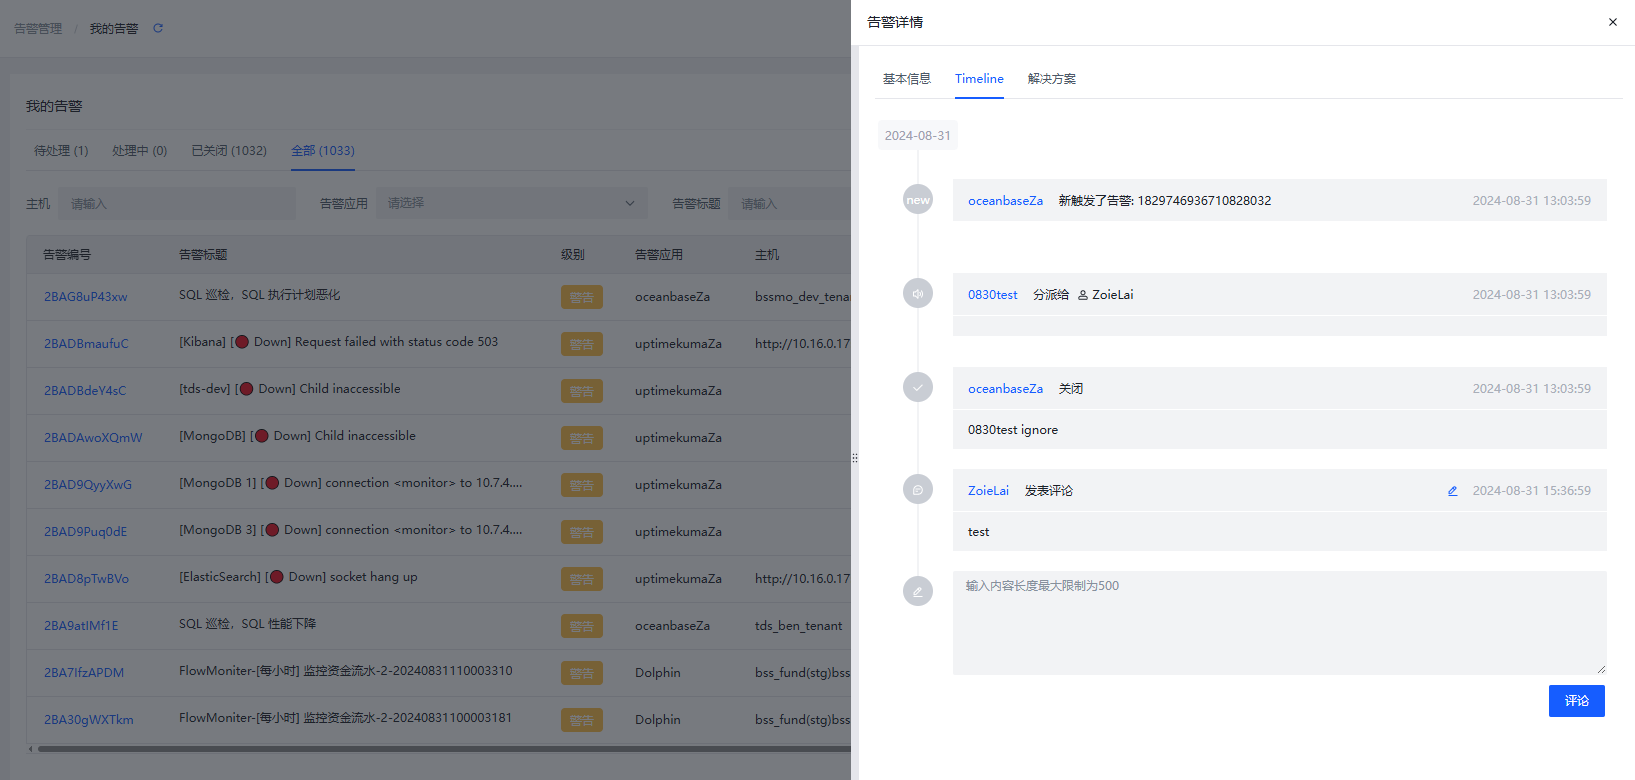 告警管理 / 我的告警
我的告警
待处理 (1) 处理中 (0) 已关闭 (1032) 全部 (1033)
主机 请输入 告警应用 请选择 告警标题 请输入
告警编号 告警标题 级别 告警应用 主机
2BAG8uP43xw SQL 巡检，SQL 执行计划恶化 警告 oceanbaseZa bssmo_dev_tena
2BADBmaufuC [Kibana] [🔴 Down] Request failed with status code 503 警告 uptimekumaZa http://10.16.0.17
2BADBdeY4sC [tds-dev] [🔴 Down] Child inaccessible 警告 uptimekumaZa
2BADAwoXQmW [MongoDB] [🔴 Down] Child inaccessible 警告 uptimekumaZa
2BAD9QyyXwG [MongoDB 1] [🔴 Down] connection <monitor> to 10.7.4.... 警告 uptimekumaZa
2BAD9Puq0dE [MongoDB 3] [🔴 Down] connection <monitor> to 10.7.4.... 警告 uptimekumaZa
2BAD8pTwBVo [ElasticSearch] [🔴 Down] socket hang up 警告 uptimekumaZa http://10.16.0.17
2BA9atIMf1E SQL 巡检，SQL 性能下降 警告 oceanbaseZa tds_ben_tenant
2BA7IfzAPDM FlowMoniter-[每小时] 监控资金流水-2-20240831110003310 警告 Dolphin bss_fund(stg)bss
2BA30gWXTkm FlowMoniter-[每小时] 监控资金流水-2-20240831100003181 警告 Dolphin bss_fund(stg)bss
告警详情
基本信息 Timeline 解决方案
2024-08-31
new oceanbaseZa 新触发了告警: 1829746936710828032 2024-08-31 13:03:59
0830test 分派给 ZoieLai 2024-08-31 13:03:59
oceanbaseZa 关闭 2024-08-31 13:03:59
0830test ignore
ZoieLai 发表评论 2024-08-31 15:36:59
test
输入内容长度最大限制为500
评论